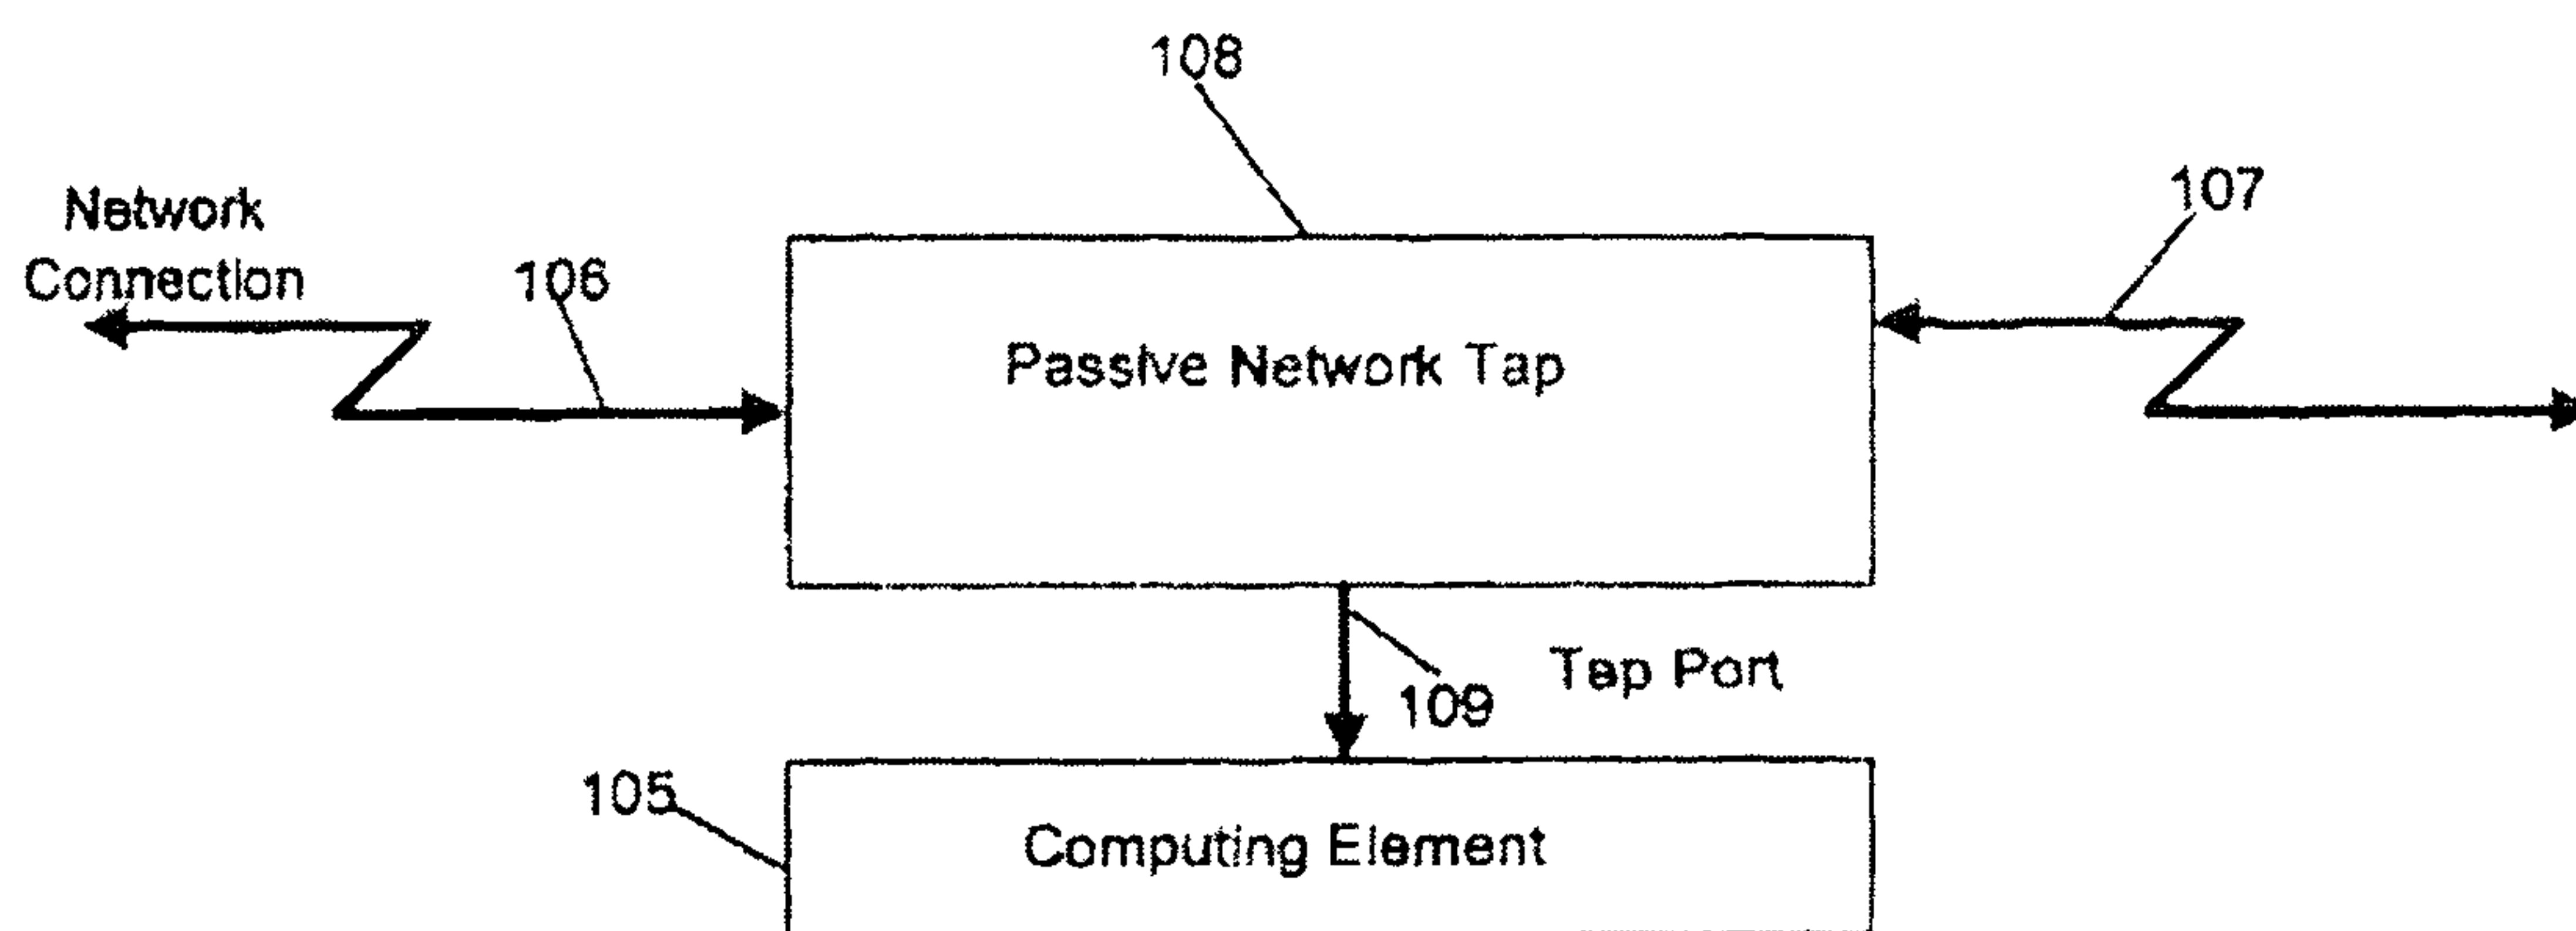 108
107
Network
Connection
106
Passive Network Tap
109
Tap Port
105
Computing Element